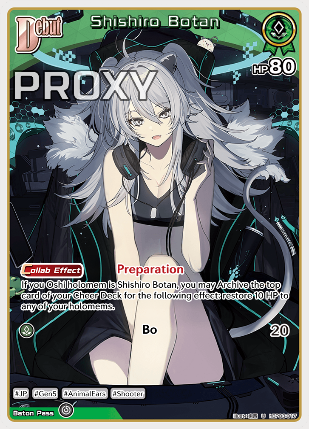 Debut
Shishiro Botan
HP 80
PROXY
Collab Effect
Preparation
If you Oshi holomem is Shishiro Botan, you may Archive the top
card of your Cheer Deck for the following effect: restore 10 HP to
any of your holomems.
Bo
20
#JP #Gen5 #AnimalEars #Shooter
Baton Pass